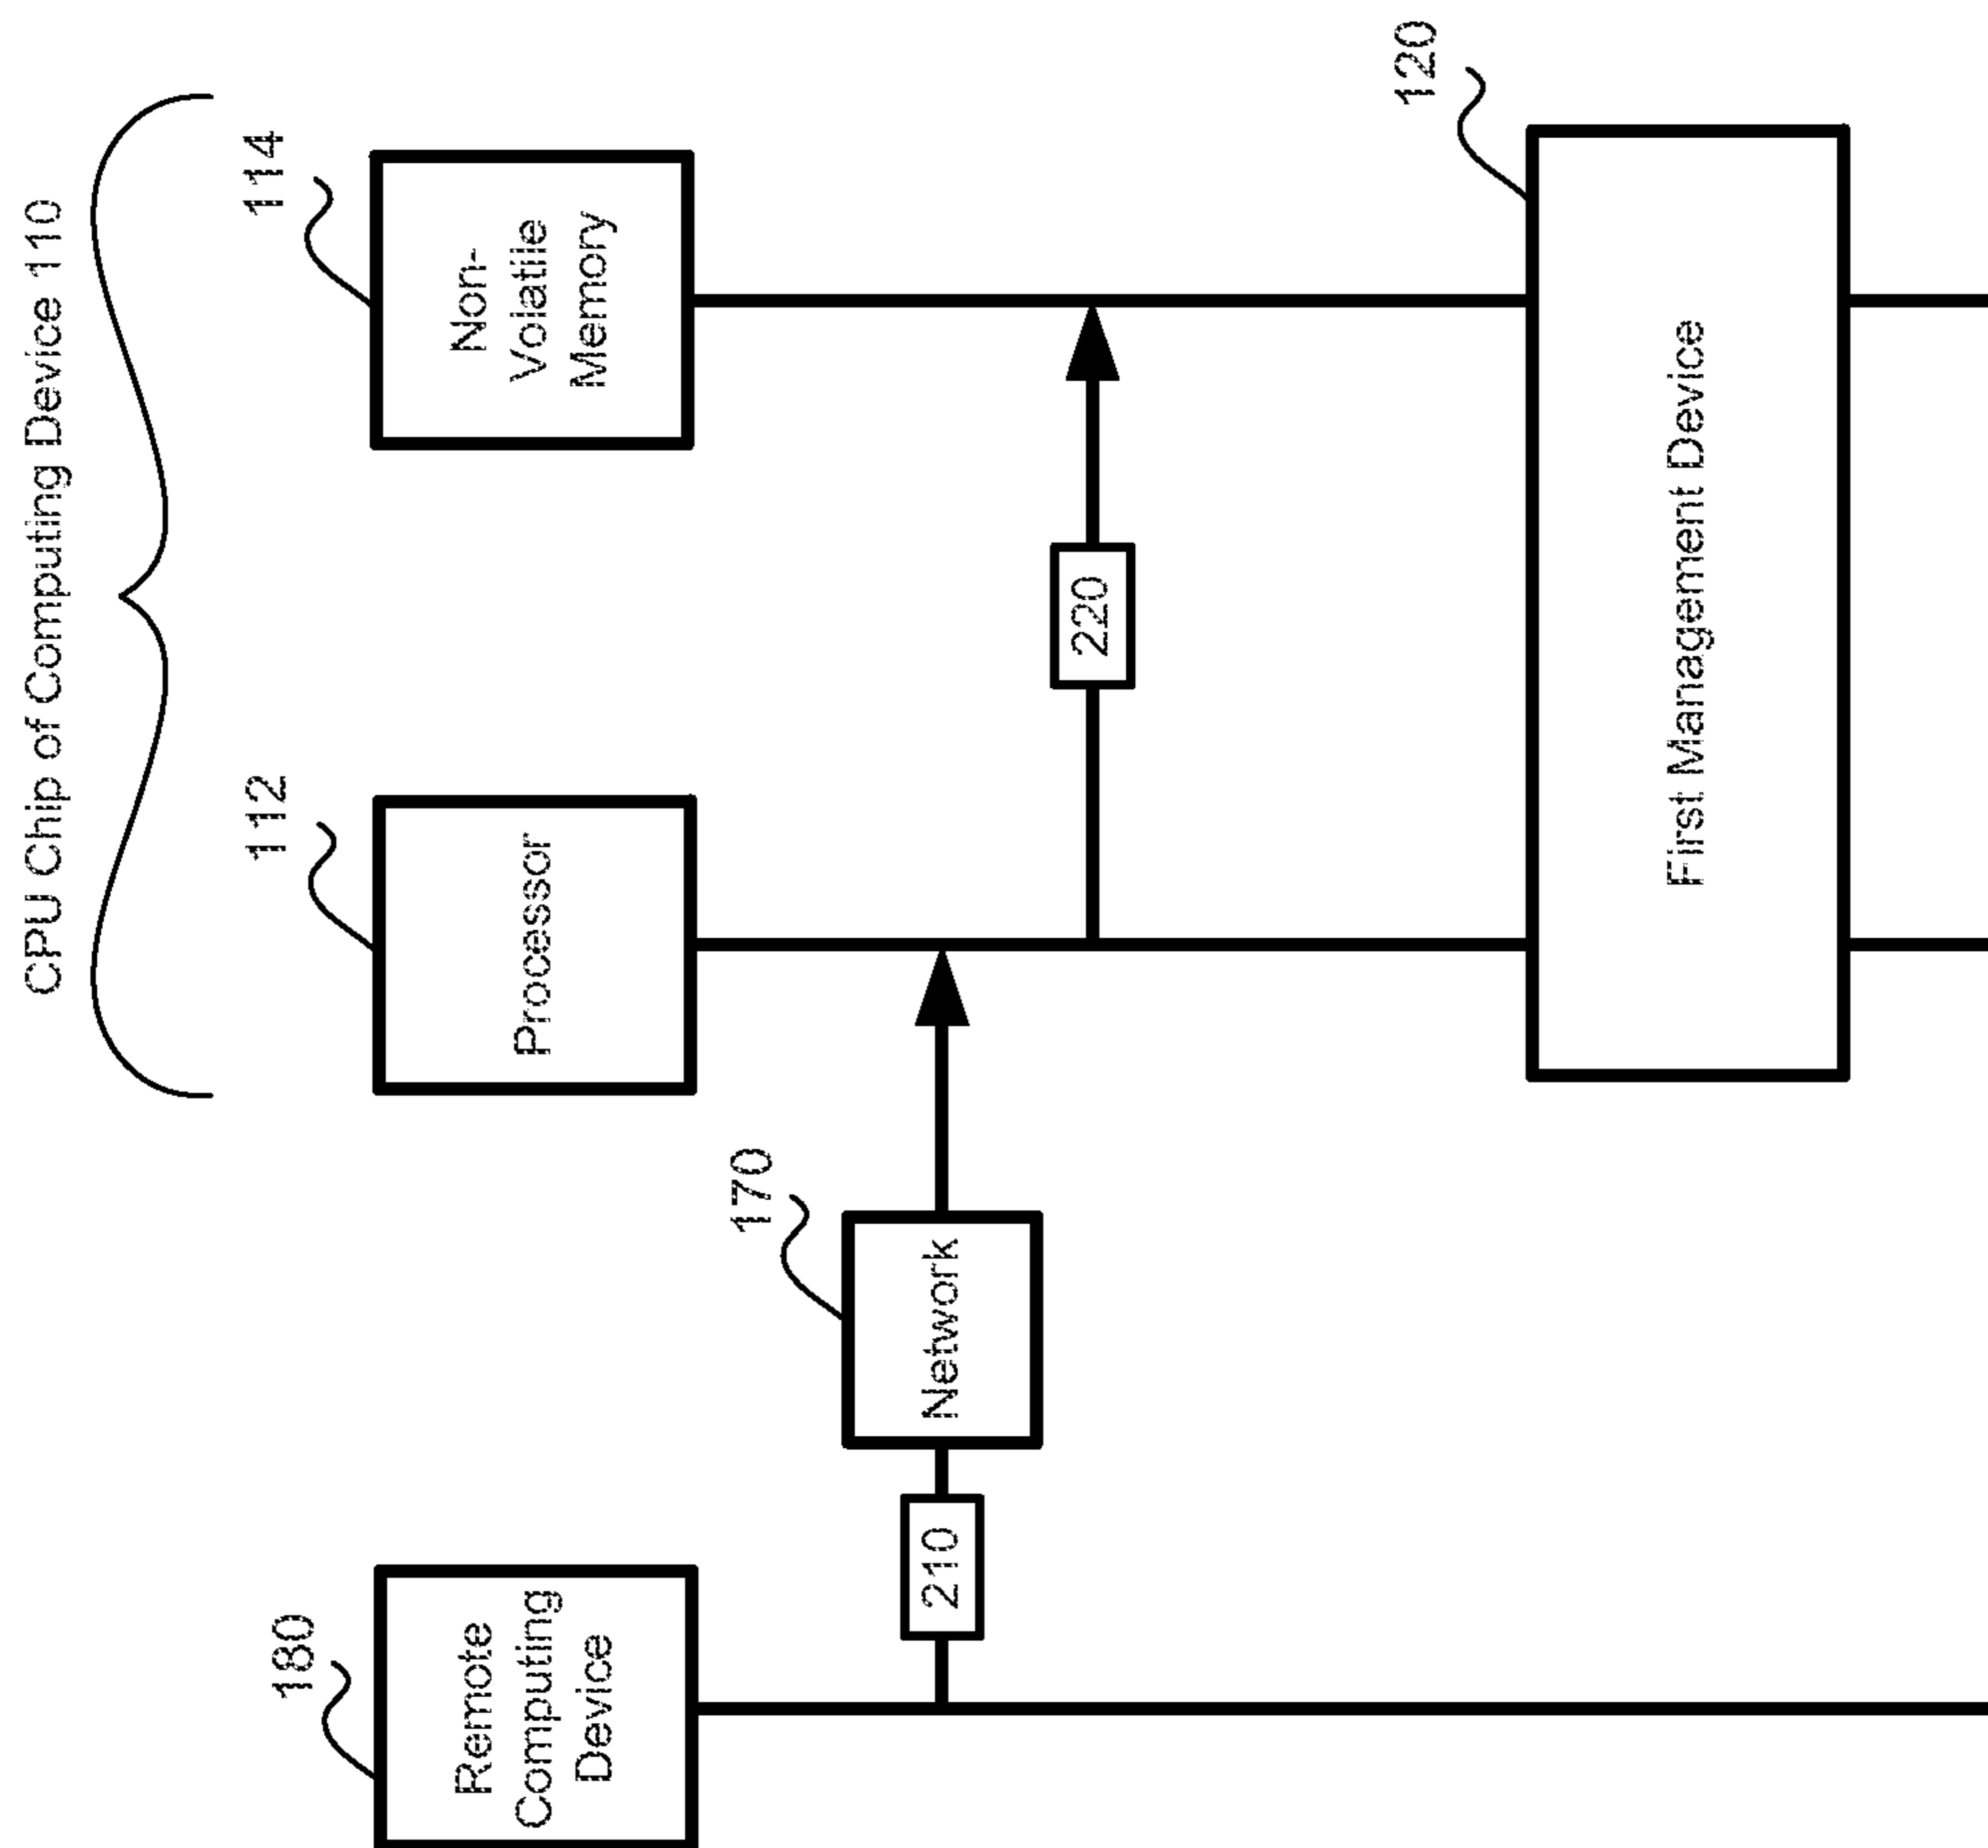 CPU Chip of Computing Device 110
180
Remote
Computing
Device
112
Processor
114
Non-
Volatile
Memory
170
Network
210
220
120
First Management Device